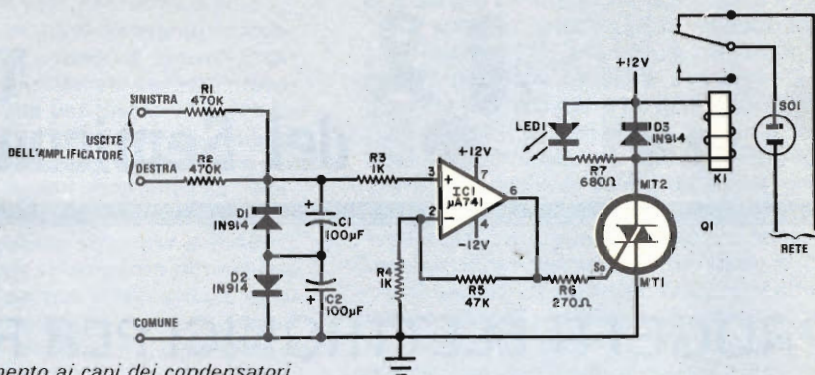 SINISTRA
R1
470K
USCITE
DELL'AMPLIFICATORE
R2
470K
DESTRA
D1
1N914
D2
1N914
COMUNE
+
C1
100µF
+
C2
100µF
R3
1K
R4
1K
3
+
2
−
IC1
µA741
+12V
7
6
4
-12V
R5
47K
R6
270Ω
+12V
LED1
D3
1N914
R7
680Ω
K1
MT2
Q1
MT1
SO1
RETE
mento ai capi dei condensatori